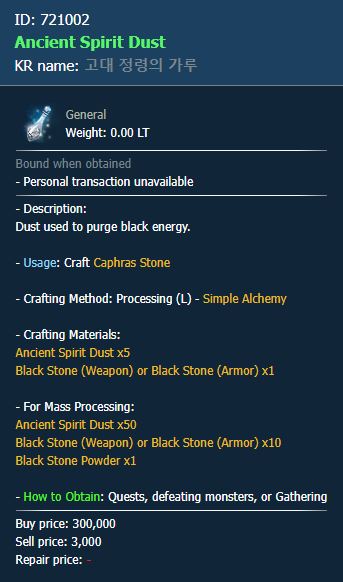 ID: 721002
Ancient Spirit Dust
KR name: 고대 정령의 가루
General
Weight: 0.00 LT
Bound when obtained
- Personal transaction unavailable
- Description:
Dust used to purge black energy.
- Usage: Craft Caphras Stone
- Crafting Method: Processing (L) - Simple Alchemy
- Crafting Materials:
Ancient Spirit Dust x5
Black Stone (Weapon) or Black Stone (Armor) x1
- For Mass Processing:
Ancient Spirit Dust x50
Black Stone (Weapon) or Black Stone (Armor) x10
Black Stone Powder x1
- How to Obtain: Quests, defeating monsters, or Gathering
Buy price: 300,000
Sell price: 3,000
Repair price: -